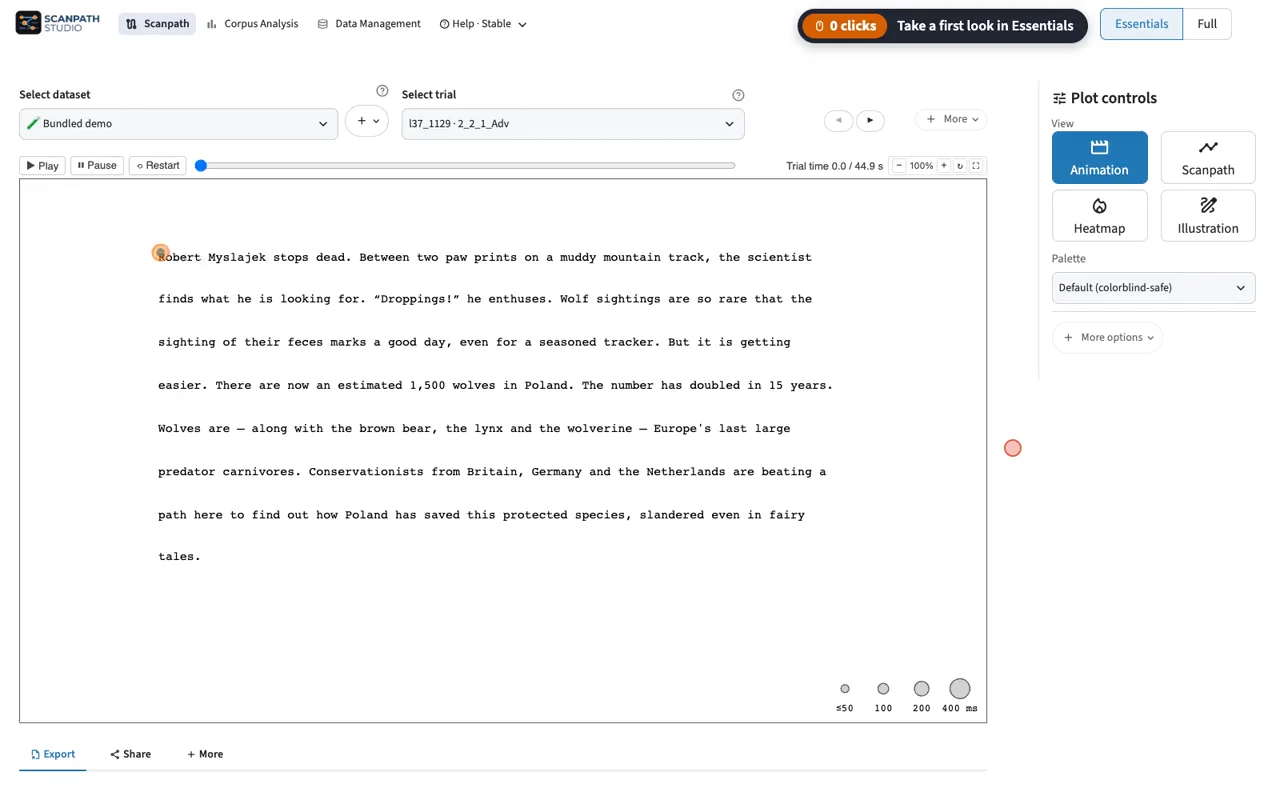 SCANPATH
STUDIO
Scanpath
Corpus Analysis
Data Management
Help · Stable
0 clicks
Take a first look in Essentials
Essentials
Full
Select dataset
Bundled demo
Select trial
l37_1129 · 2_2_1_Adv
+ More
Play
Pause
Restart
Trial time 0.0 / 44.9 s
− 100% +
Robert Myslajek stops dead. Between two paw prints on a muddy mountain track, the scientist
finds what he is looking for. “Droppings!” he enthuses. Wolf sightings are so rare that the
sighting of their feces marks a good day, even for a seasoned tracker. But it is getting
easier. There are now an estimated 1,500 wolves in Poland. The number has doubled in 15 years.
Wolves are — along with the brown bear, the lynx and the wolverine — Europe's last large
predator carnivores. Conservationists from Britain, Germany and the Netherlands are beating a
path here to find out how Poland has saved this protected species, slandered even in fairy
tales.
≤50 100 200 400 ms
Export
Share
+ More
Plot controls
View
Animation
Scanpath
Heatmap
Illustration
Palette
Default (colorblind-safe)
+ More options